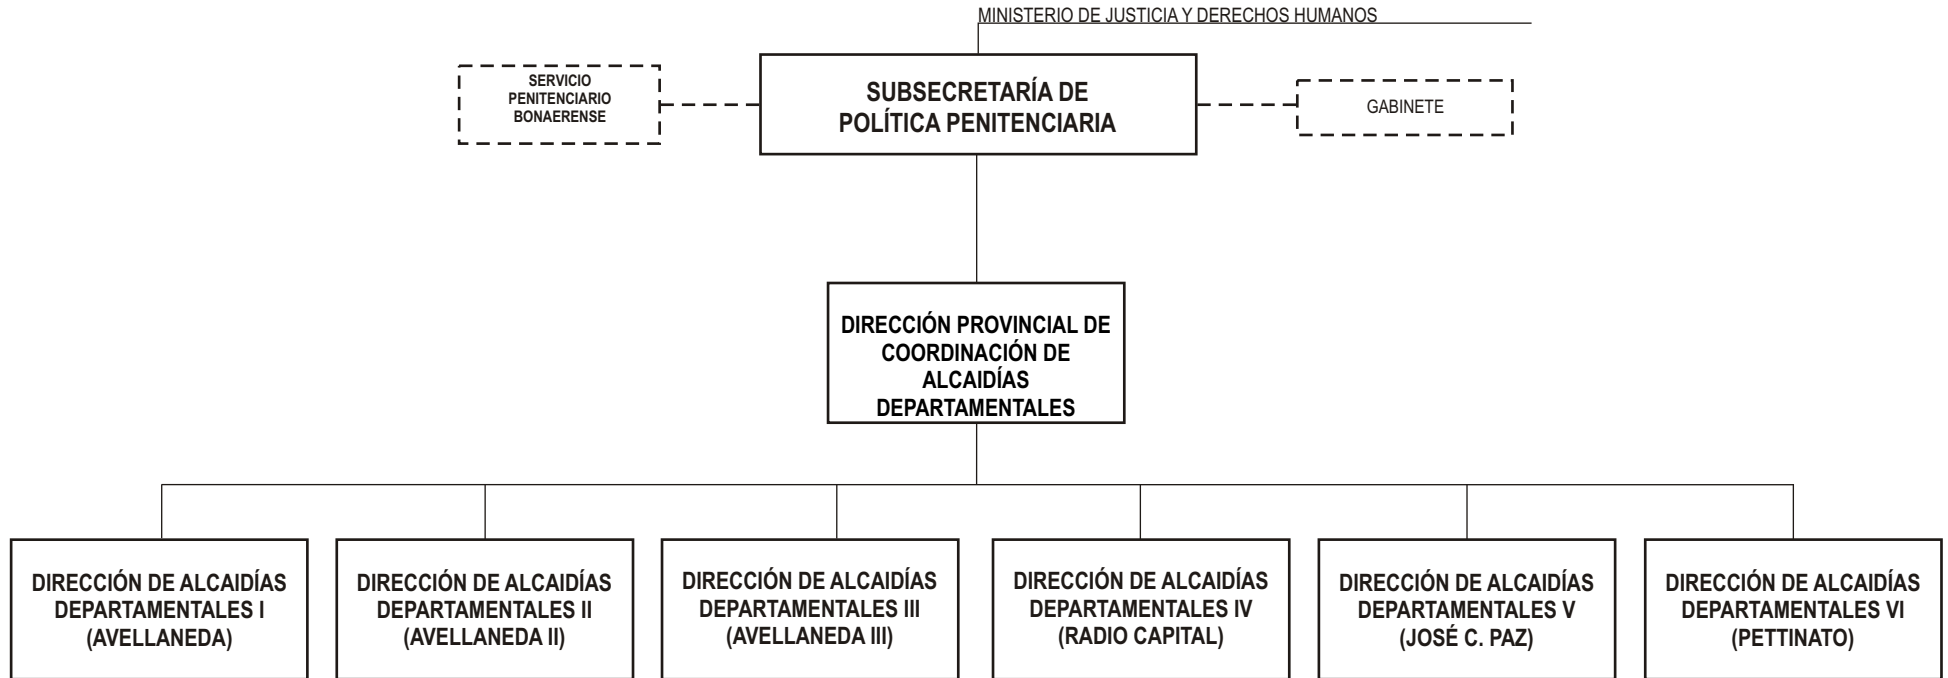 MINISTERIO DE JUSTICIA Y DERECHOS HUMANOS
SERVICIO
PENITENCIARIO
BONAERENSE
SUBSECRETARÍA DE
POLÍTICA PENITENCIARIA
GABINETE
DIRECCIÓN PROVINCIAL DE
COORDINACIÓN DE
ALCAIDÍAS
DEPARTAMENTALES
DIRECCIÓN DE ALCAIDÍAS
DEPARTAMENTALES I
(AVELLANEDA)
DIRECCIÓN DE ALCAIDÍAS
DEPARTAMENTALES II
(AVELLANEDA II)
DIRECCIÓN DE ALCAIDÍAS
DEPARTAMENTALES III
(AVELLANEDA III)
DIRECCIÓN DE ALCAIDÍAS
DEPARTAMENTALES IV
(RADIO CAPITAL)
DIRECCIÓN DE ALCAIDÍAS
DEPARTAMENTALES V
(JOSÉ C. PAZ)
DIRECCIÓN DE ALCAIDÍAS
DEPARTAMENTALES VI
(PETTINATO)